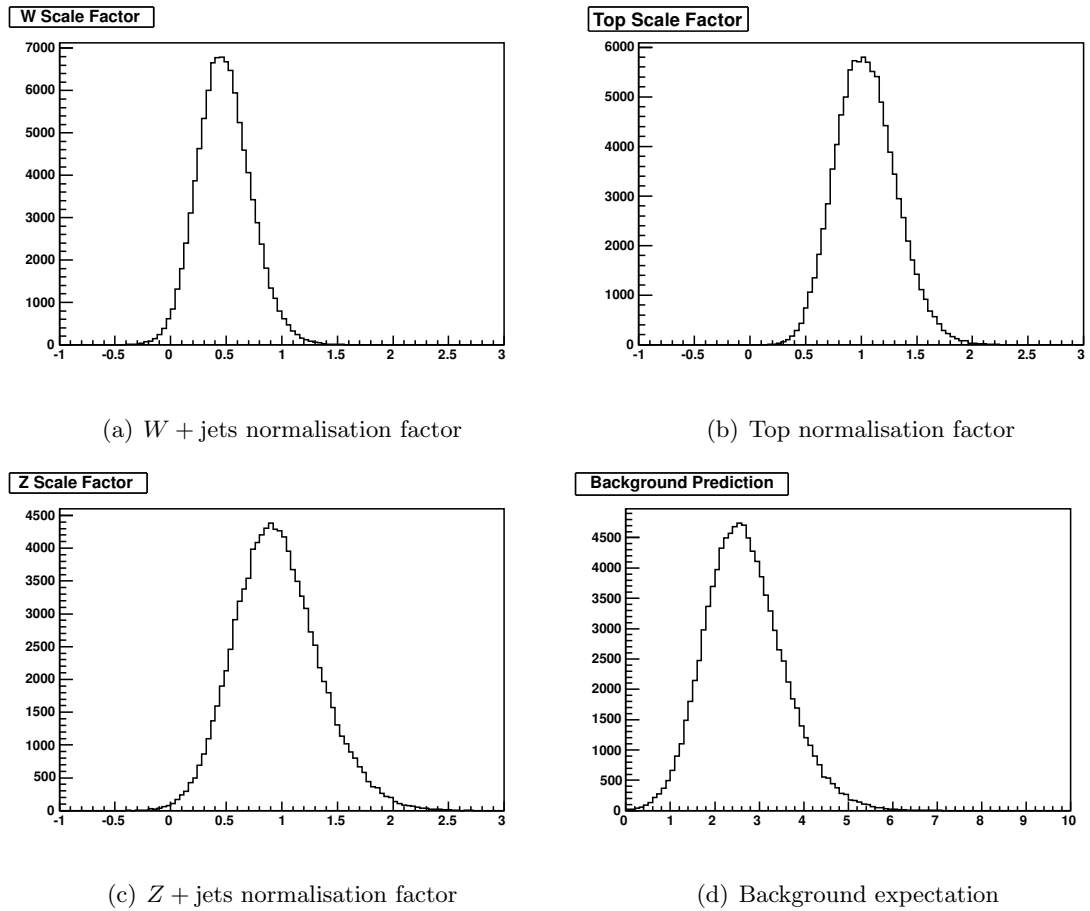 W Scale Factor
7000
6000
5000
4000
3000
2000
1000
0
-1 -0.5 0 0.5 1 1.5 2 2.5 3
(a) W + jets normalisation factor
Top Scale Factor
6000
5000
4000
3000
2000
1000
0
-1 -0.5 0 0.5 1 1.5 2 2.5 3
(b) Top normalisation factor
Z Scale Factor
4500
4000
3500
3000
2500
2000
1500
1000
500
0
-1 -0.5 0 0.5 1 1.5 2 2.5 3
(c) Z + jets normalisation factor
Background Prediction
4500
4000
3500
3000
2500
2000
1500
1000
500
0
0 1 2 3 4 5 6 7 8 9 10
(d) Background expectation